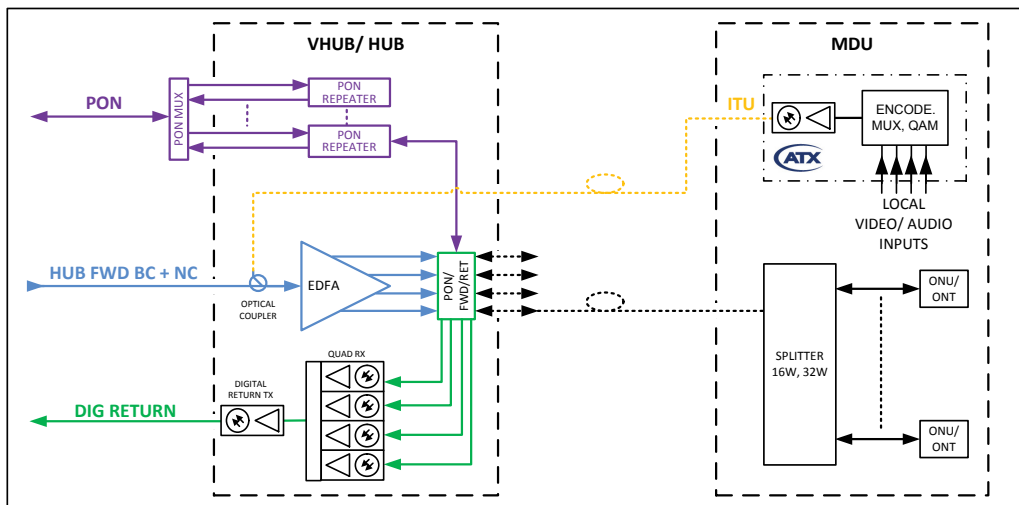 VHUB/ HUB
MDU
PON
PON MUX
PON
REPEATER
PON
REPEATER
ITU
ENCODE.
MUX, QAM
ATX
LOCAL
VIDEO/ AUDIO
INPUTS
HUB FWD BC + NC
OPTICAL
COUPLER
EDFA
PON/
FWD/RET
ONU/
ONT
SPLITTER
16W, 32W
QUAD RX
DIGITAL
RETURN TX
DIG RETURN
ONU/
ONT